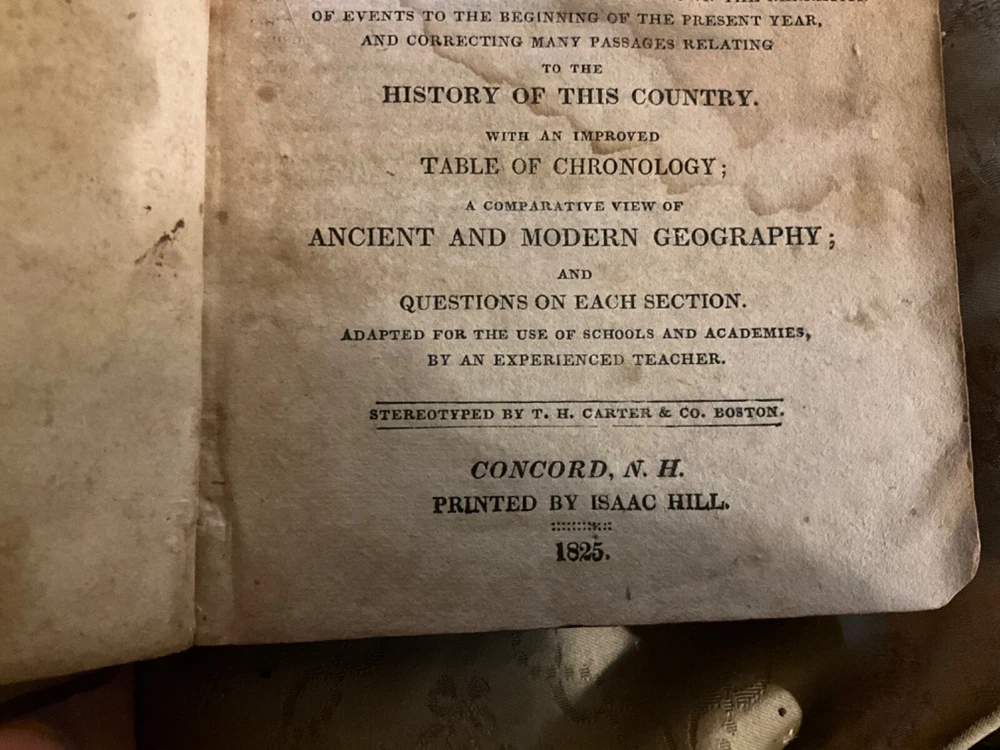 OF EVENTS TO THE BEGINNING OF THE PRESENT YEAR,
AND CORRECTING MANY PASSAGES RELATING
TO THE
HISTORY OF THIS COUNTRY.
WITH AN IMPROVED
TABLE OF CHRONOLOGY;
A COMPARATIVE VIEW OF
ANCIENT AND MODERN GEOGRAPHY;
AND
QUESTIONS ON EACH SECTION.
ADAPTED FOR THE USE OF SCHOOLS AND ACADEMIES,
BY AN EXPERIENCED TEACHER.
STEREOTYPED BY T. H. CARTER & CO. BOSTON.
CONCORD, N. H.
PRINTED BY ISAAC HILL.
1825.